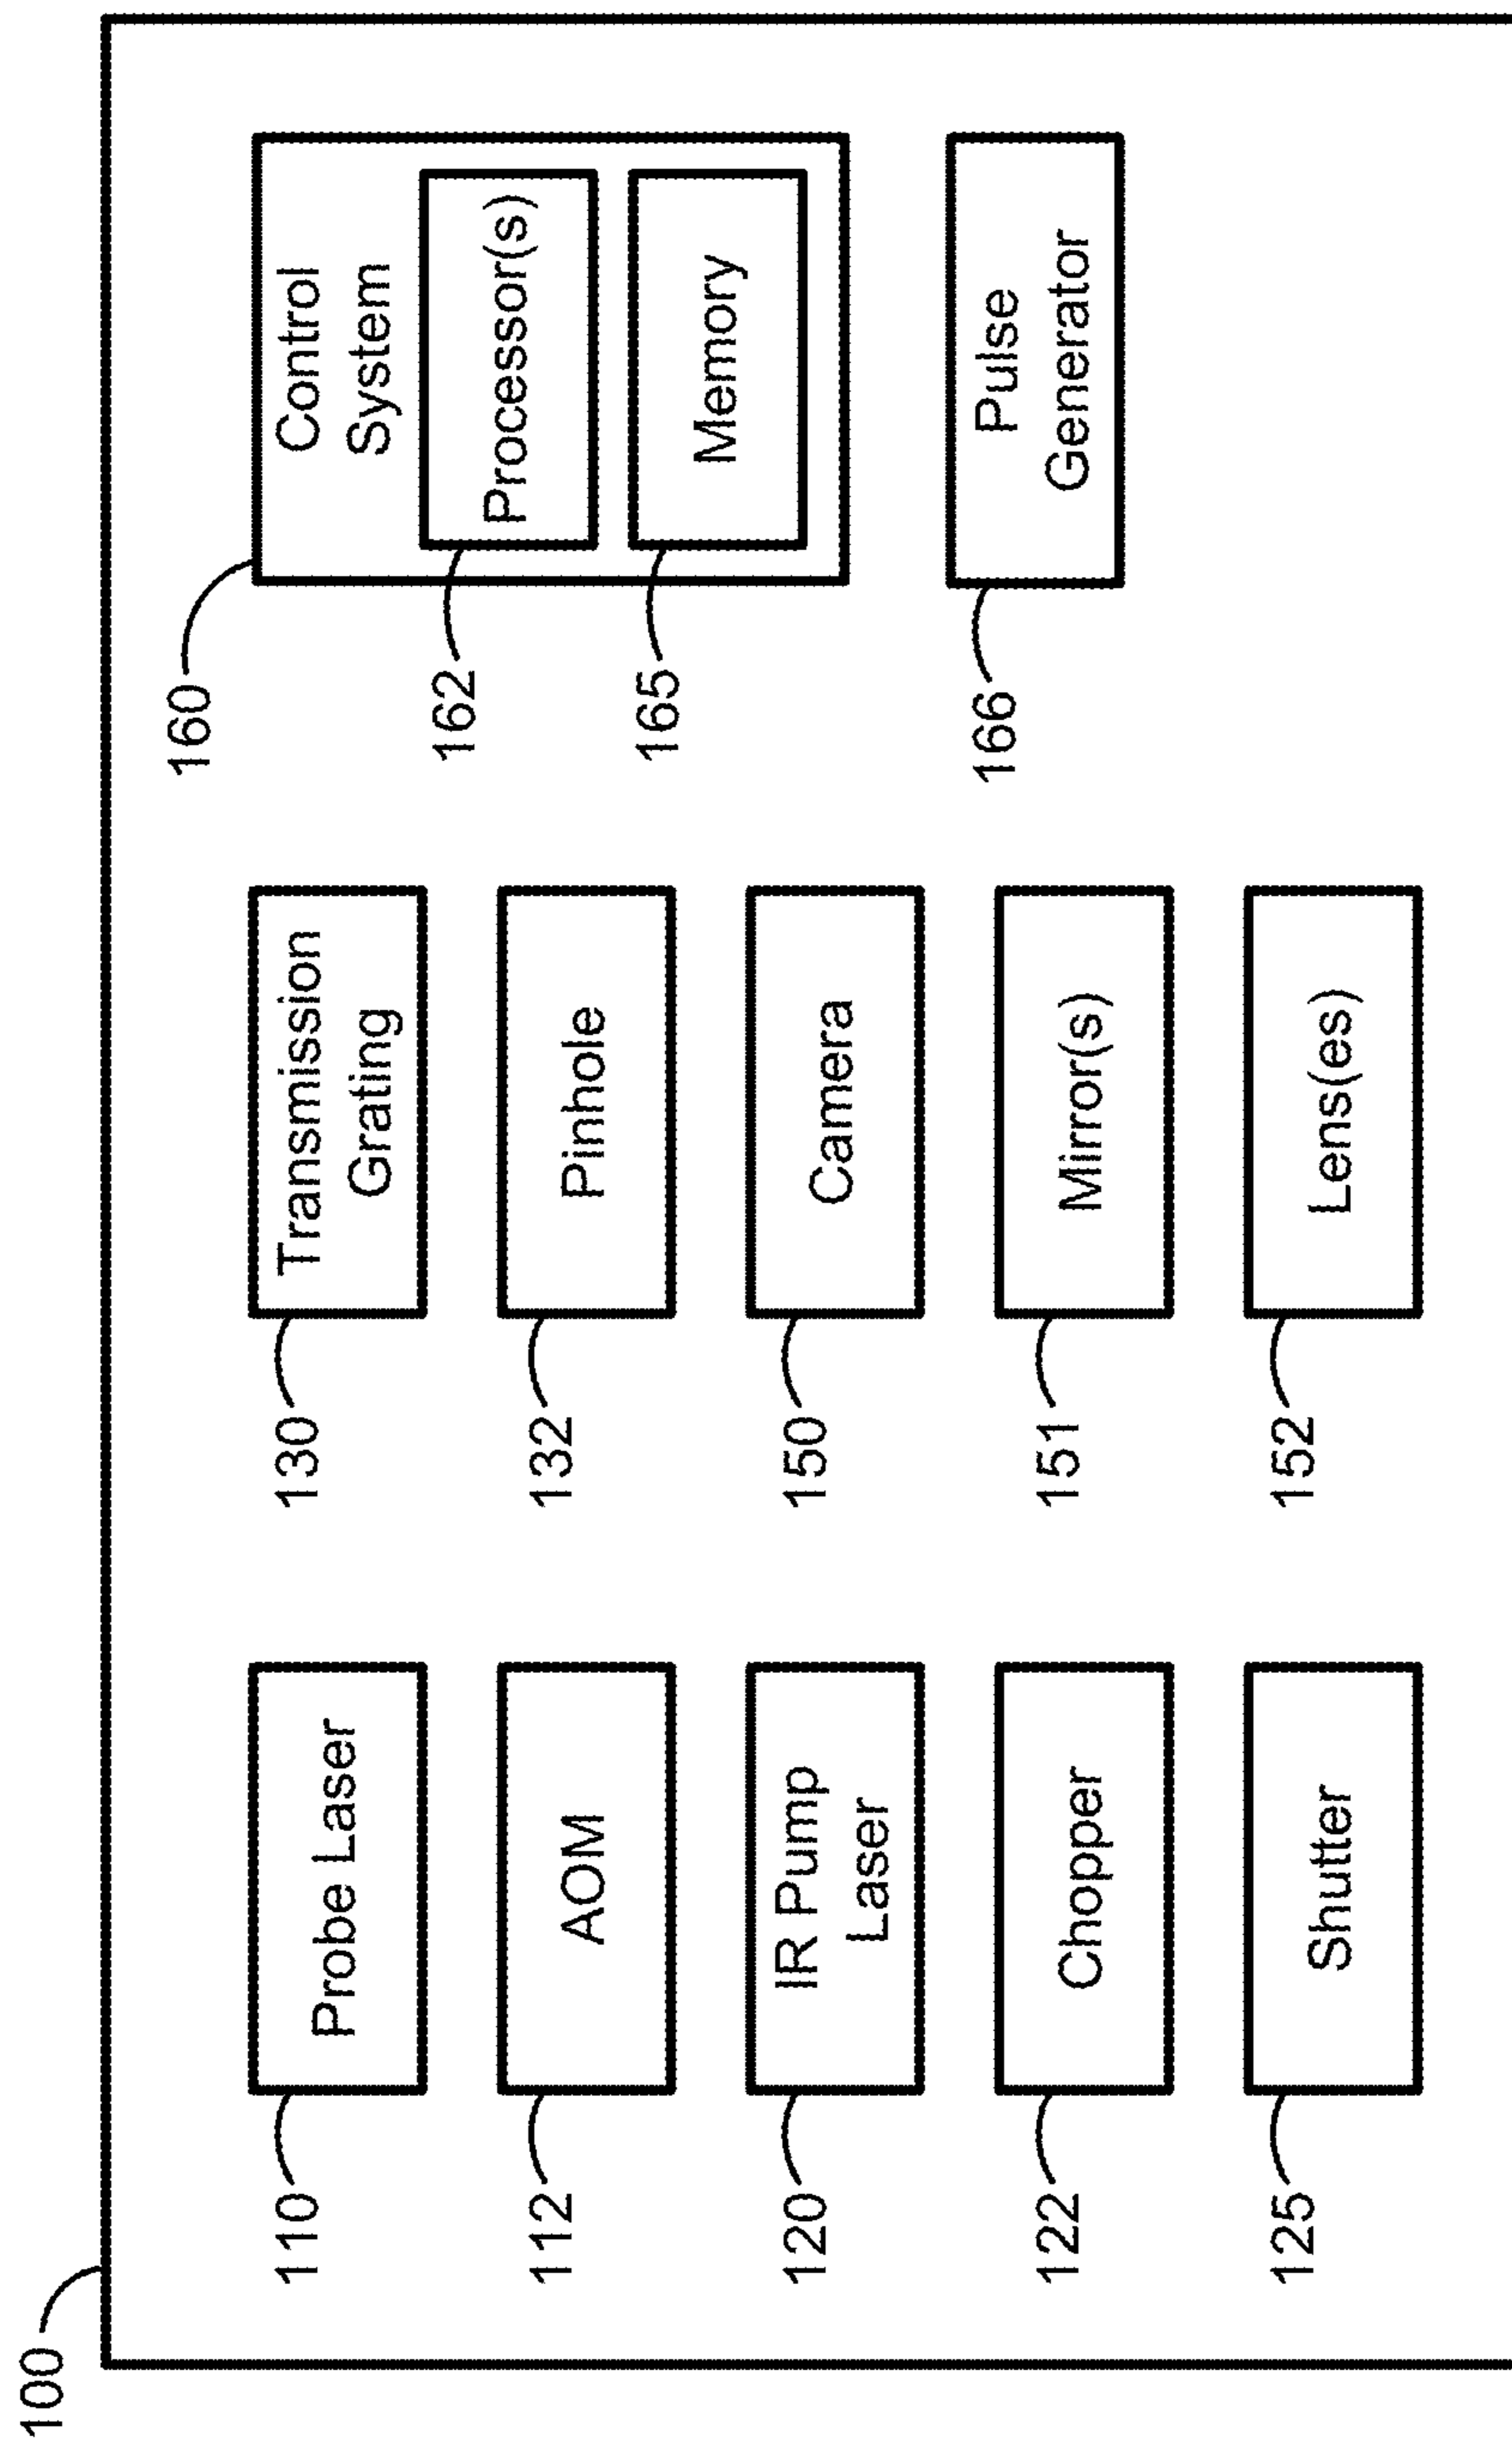 100
110
Probe Laser
112
AOM
120
IR Pump
Laser
122
Chopper
125
Shutter
130
Transmission
Grating
132
Pinhole
150
Camera
151
Mirror(s)
152
Lens(es)
160
Control
System
162
Processor(s)
165
Memory
166
Pulse
Generator